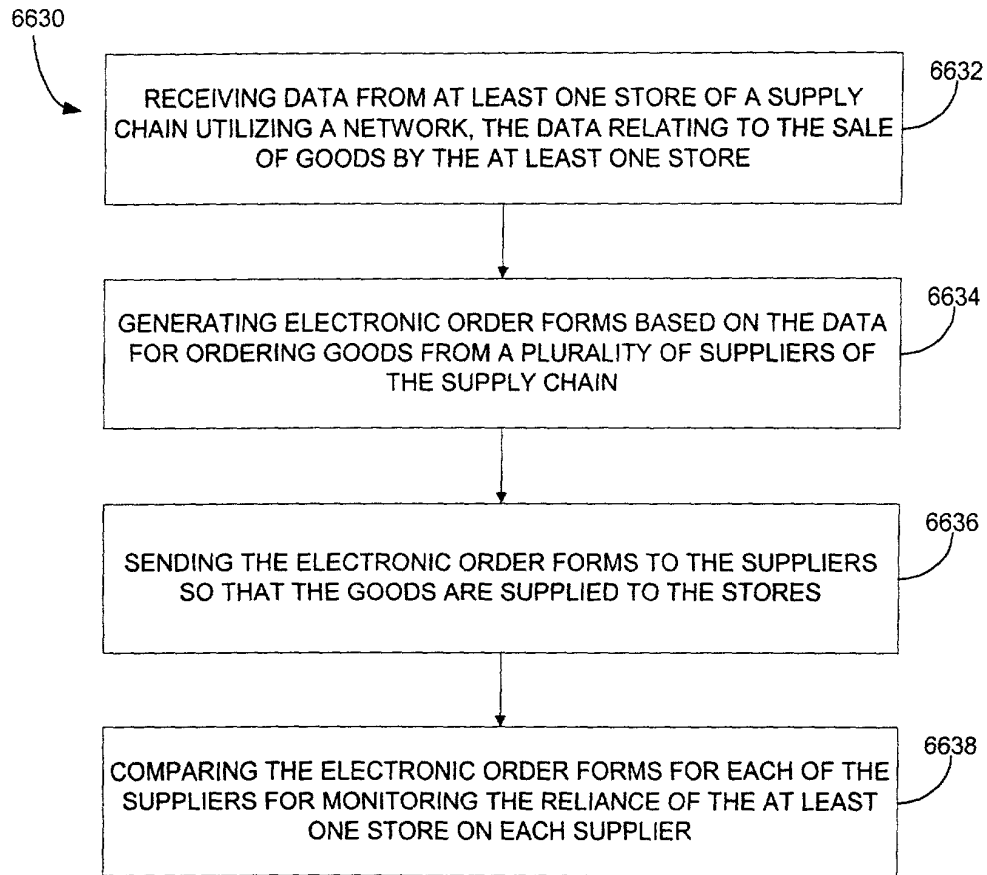 6630
6632
RECEIVING DATA FROM AT LEAST ONE STORE OF A SUPPLY
CHAIN UTILIZING A NETWORK, THE DATA RELATING TO THE SALE
OF GOODS BY THE AT LEAST ONE STORE
6634
GENERATING ELECTRONIC ORDER FORMS BASED ON THE DATA
FOR ORDERING GOODS FROM A PLURALITY OF SUPPLIERS OF
THE SUPPLY CHAIN
6636
SENDING THE ELECTRONIC ORDER FORMS TO THE SUPPLIERS
SO THAT THE GOODS ARE SUPPLIED TO THE STORES
6638
COMPARING THE ELECTRONIC ORDER FORMS FOR EACH OF THE
SUPPLIERS FOR MONITORING THE RELIANCE OF THE AT LEAST
ONE STORE ON EACH SUPPLIER